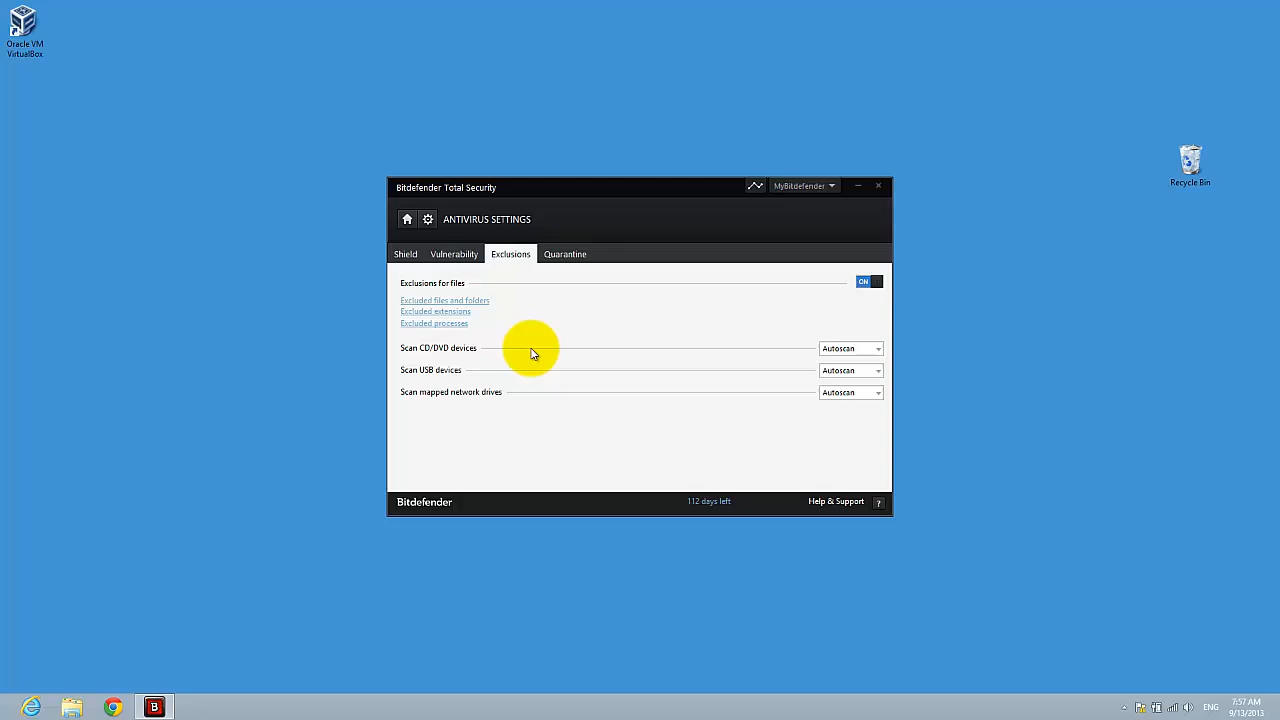 Oracle VM
VirtualBox
Recycle Bin
Bitdefender Total Security
MyBitdefender
ANTIVIRUS SETTINGS
Shield Vulnerability Exclusions Quarantine
Exclusions for files ON
Excluded files and folders
Excluded extensions
Excluded processes
Scan CD/DVD devices Autoscan
Scan USB devices Autoscan
Scan mapped network drives Autoscan
Bitdefender 112 days left Help & Support ?
B
ENG
7:57 AM
9/13/2013